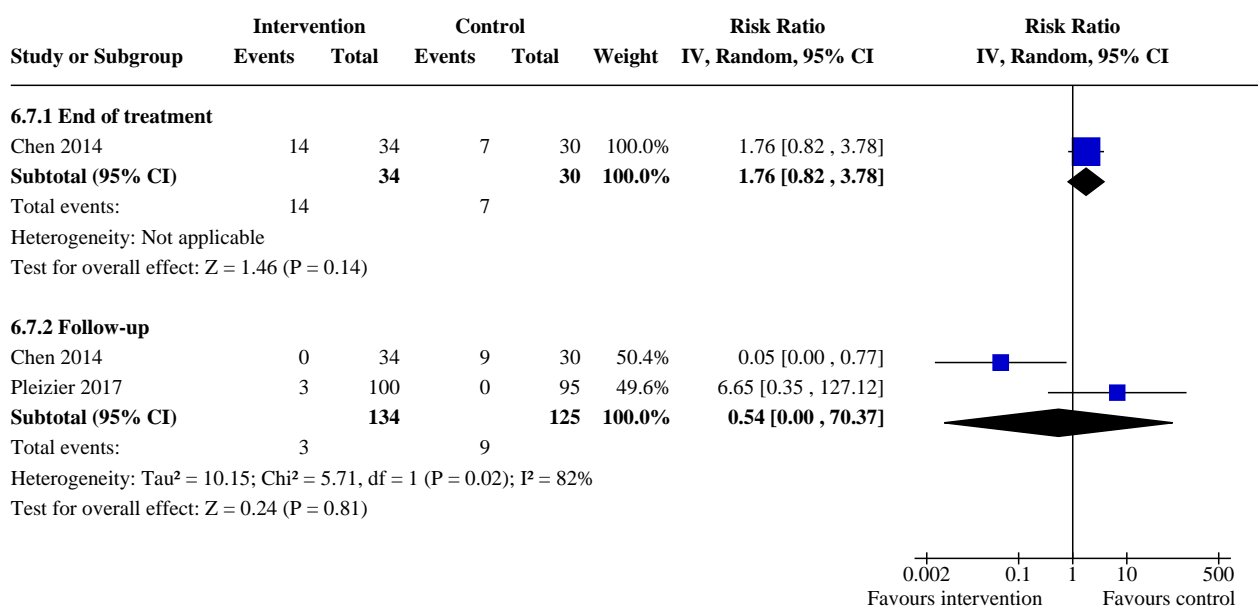 Intervention Control Risk Ratio Risk Ratio
Study or Subgroup Events Total Events Total Weight IV, Random, 95% CI IV, Random, 95% CI
6.7.1 End of treatment
Chen 2014 14 34 7 30 100.0% 1.76 [0.82 , 3.78]
Subtotal (95% CI) 34 30 100.0% 1.76 [0.82 , 3.78]
Total events: 14 7
Heterogeneity: Not applicable
Test for overall effect: Z = 1.46 (P = 0.14)
6.7.2 Follow-up
Chen 2014 0 34 9 30 50.4% 0.05 [0.00 , 0.77]
Pleizier 2017 3 100 0 95 49.6% 6.65 [0.35 , 127.12]
Subtotal (95% CI) 134 125 100.0% 0.54 [0.00 , 70.37]
Total events: 3 9
Heterogeneity: Tau² = 10.15; Chi² = 5.71, df = 1 (P = 0.02); I² = 82%
Test for overall effect: Z = 0.24 (P = 0.81)
0.002 0.1 1 10 500
Favours intervention Favours control